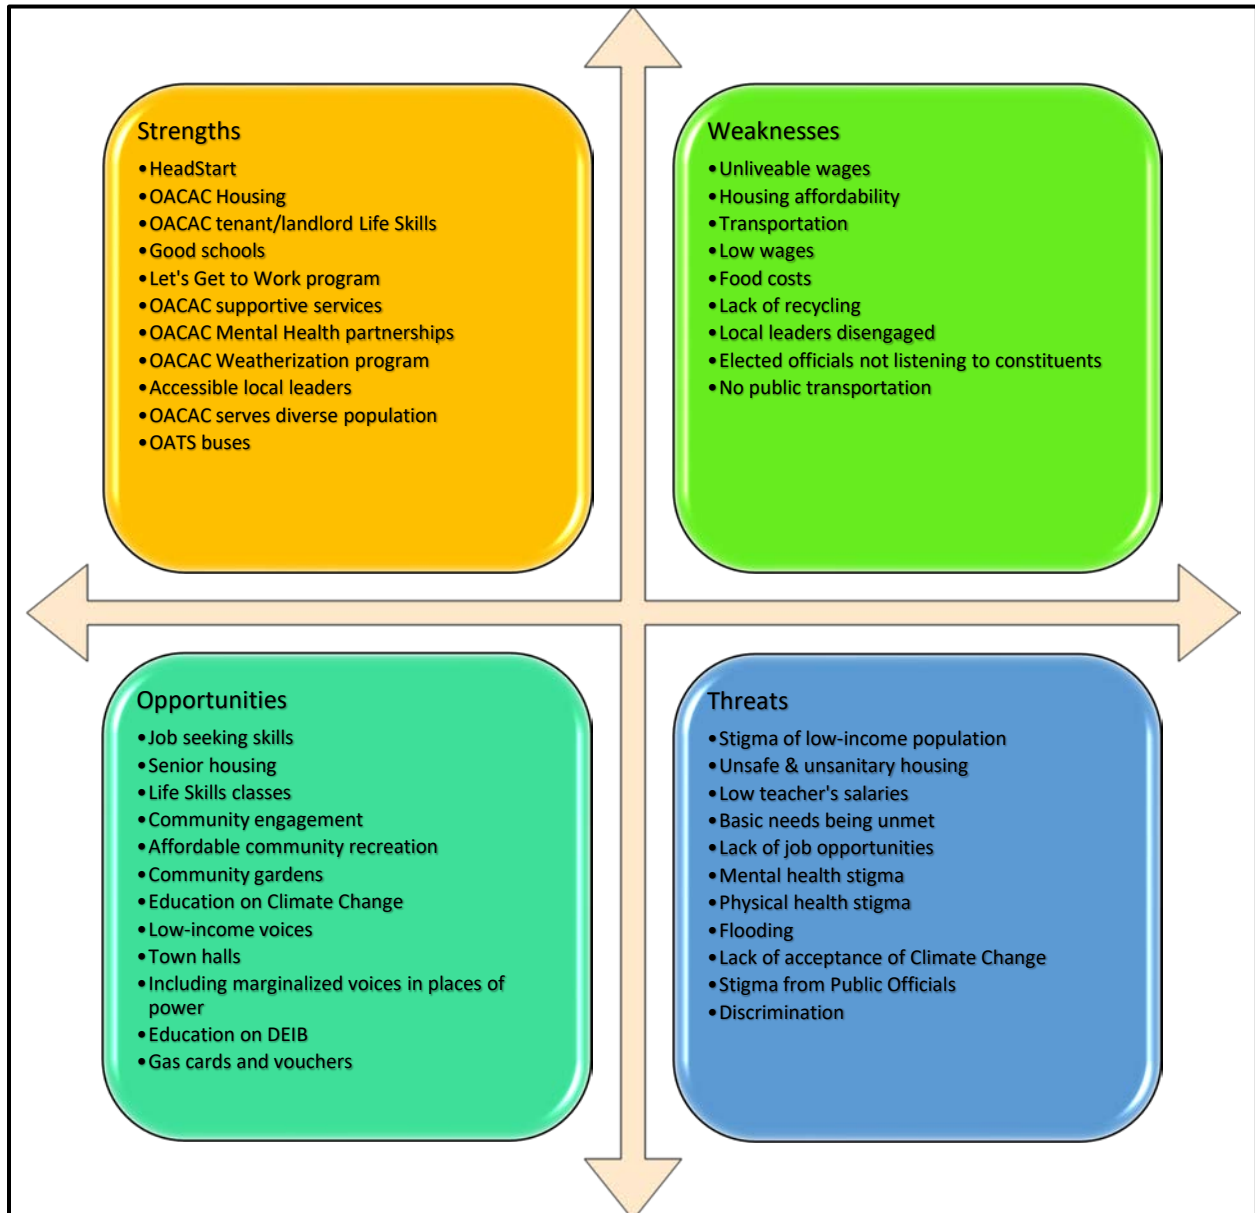 Strengths
•HeadStart
•OACAC Housing
•OACAC tenant/landlord Life Skills
•Good schools
•Let's Get to Work program
•OACAC supportive services
•OACAC Mental Health partnerships
•OACAC Weatherization program
•Accessible local leaders
•OACAC serves diverse population
•OATS buses
Weaknesses
•Unliveable wages
•Housing affordability
•Transportation
•Low wages
•Food costs
•Lack of recycling
•Local leaders disengaged
•Elected officials not listening to constituents
•No public transportation
Opportunities
•Job seeking skills
•Senior housing
•Life Skills classes
•Community engagement
•Affordable community recreation
•Community gardens
•Education on Climate Change
•Low-income voices
•Town halls
•Including marginalized voices in places of
power
•Education on DEIB
•Gas cards and vouchers
Threats
•Stigma of low-income population
•Unsafe & unsanitary housing
•Low teacher's salaries
•Basic needs being unmet
•Lack of job opportunities
•Mental health stigma
•Physical health stigma
•Flooding
•Lack of acceptance of Climate Change
•Stigma from Public Officials
•Discrimination